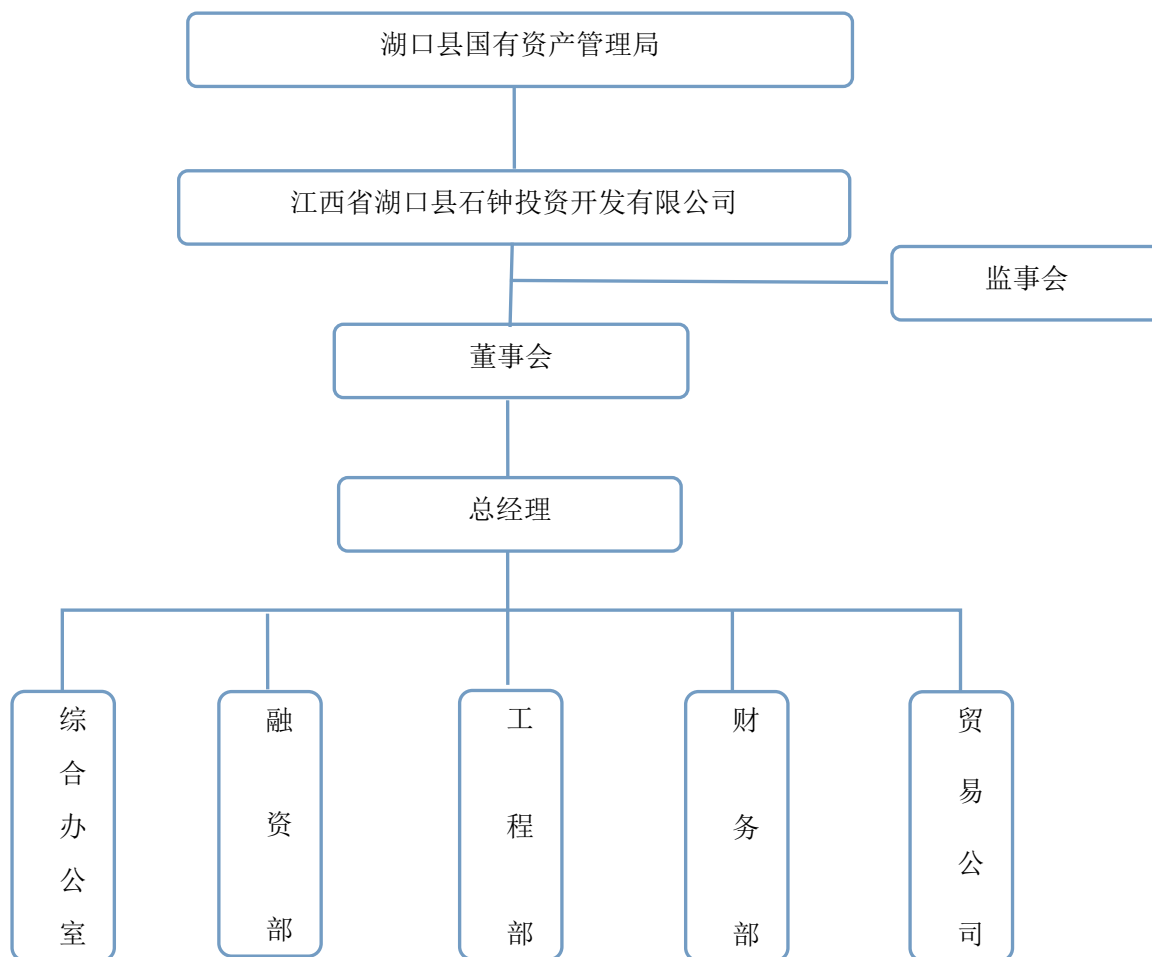 湖口县国有资产管理局
江西省湖口县石钟投资开发有限公司
监事会
董事会
总经理
综合办公室
融资部
工程部
财务部
贸易公司